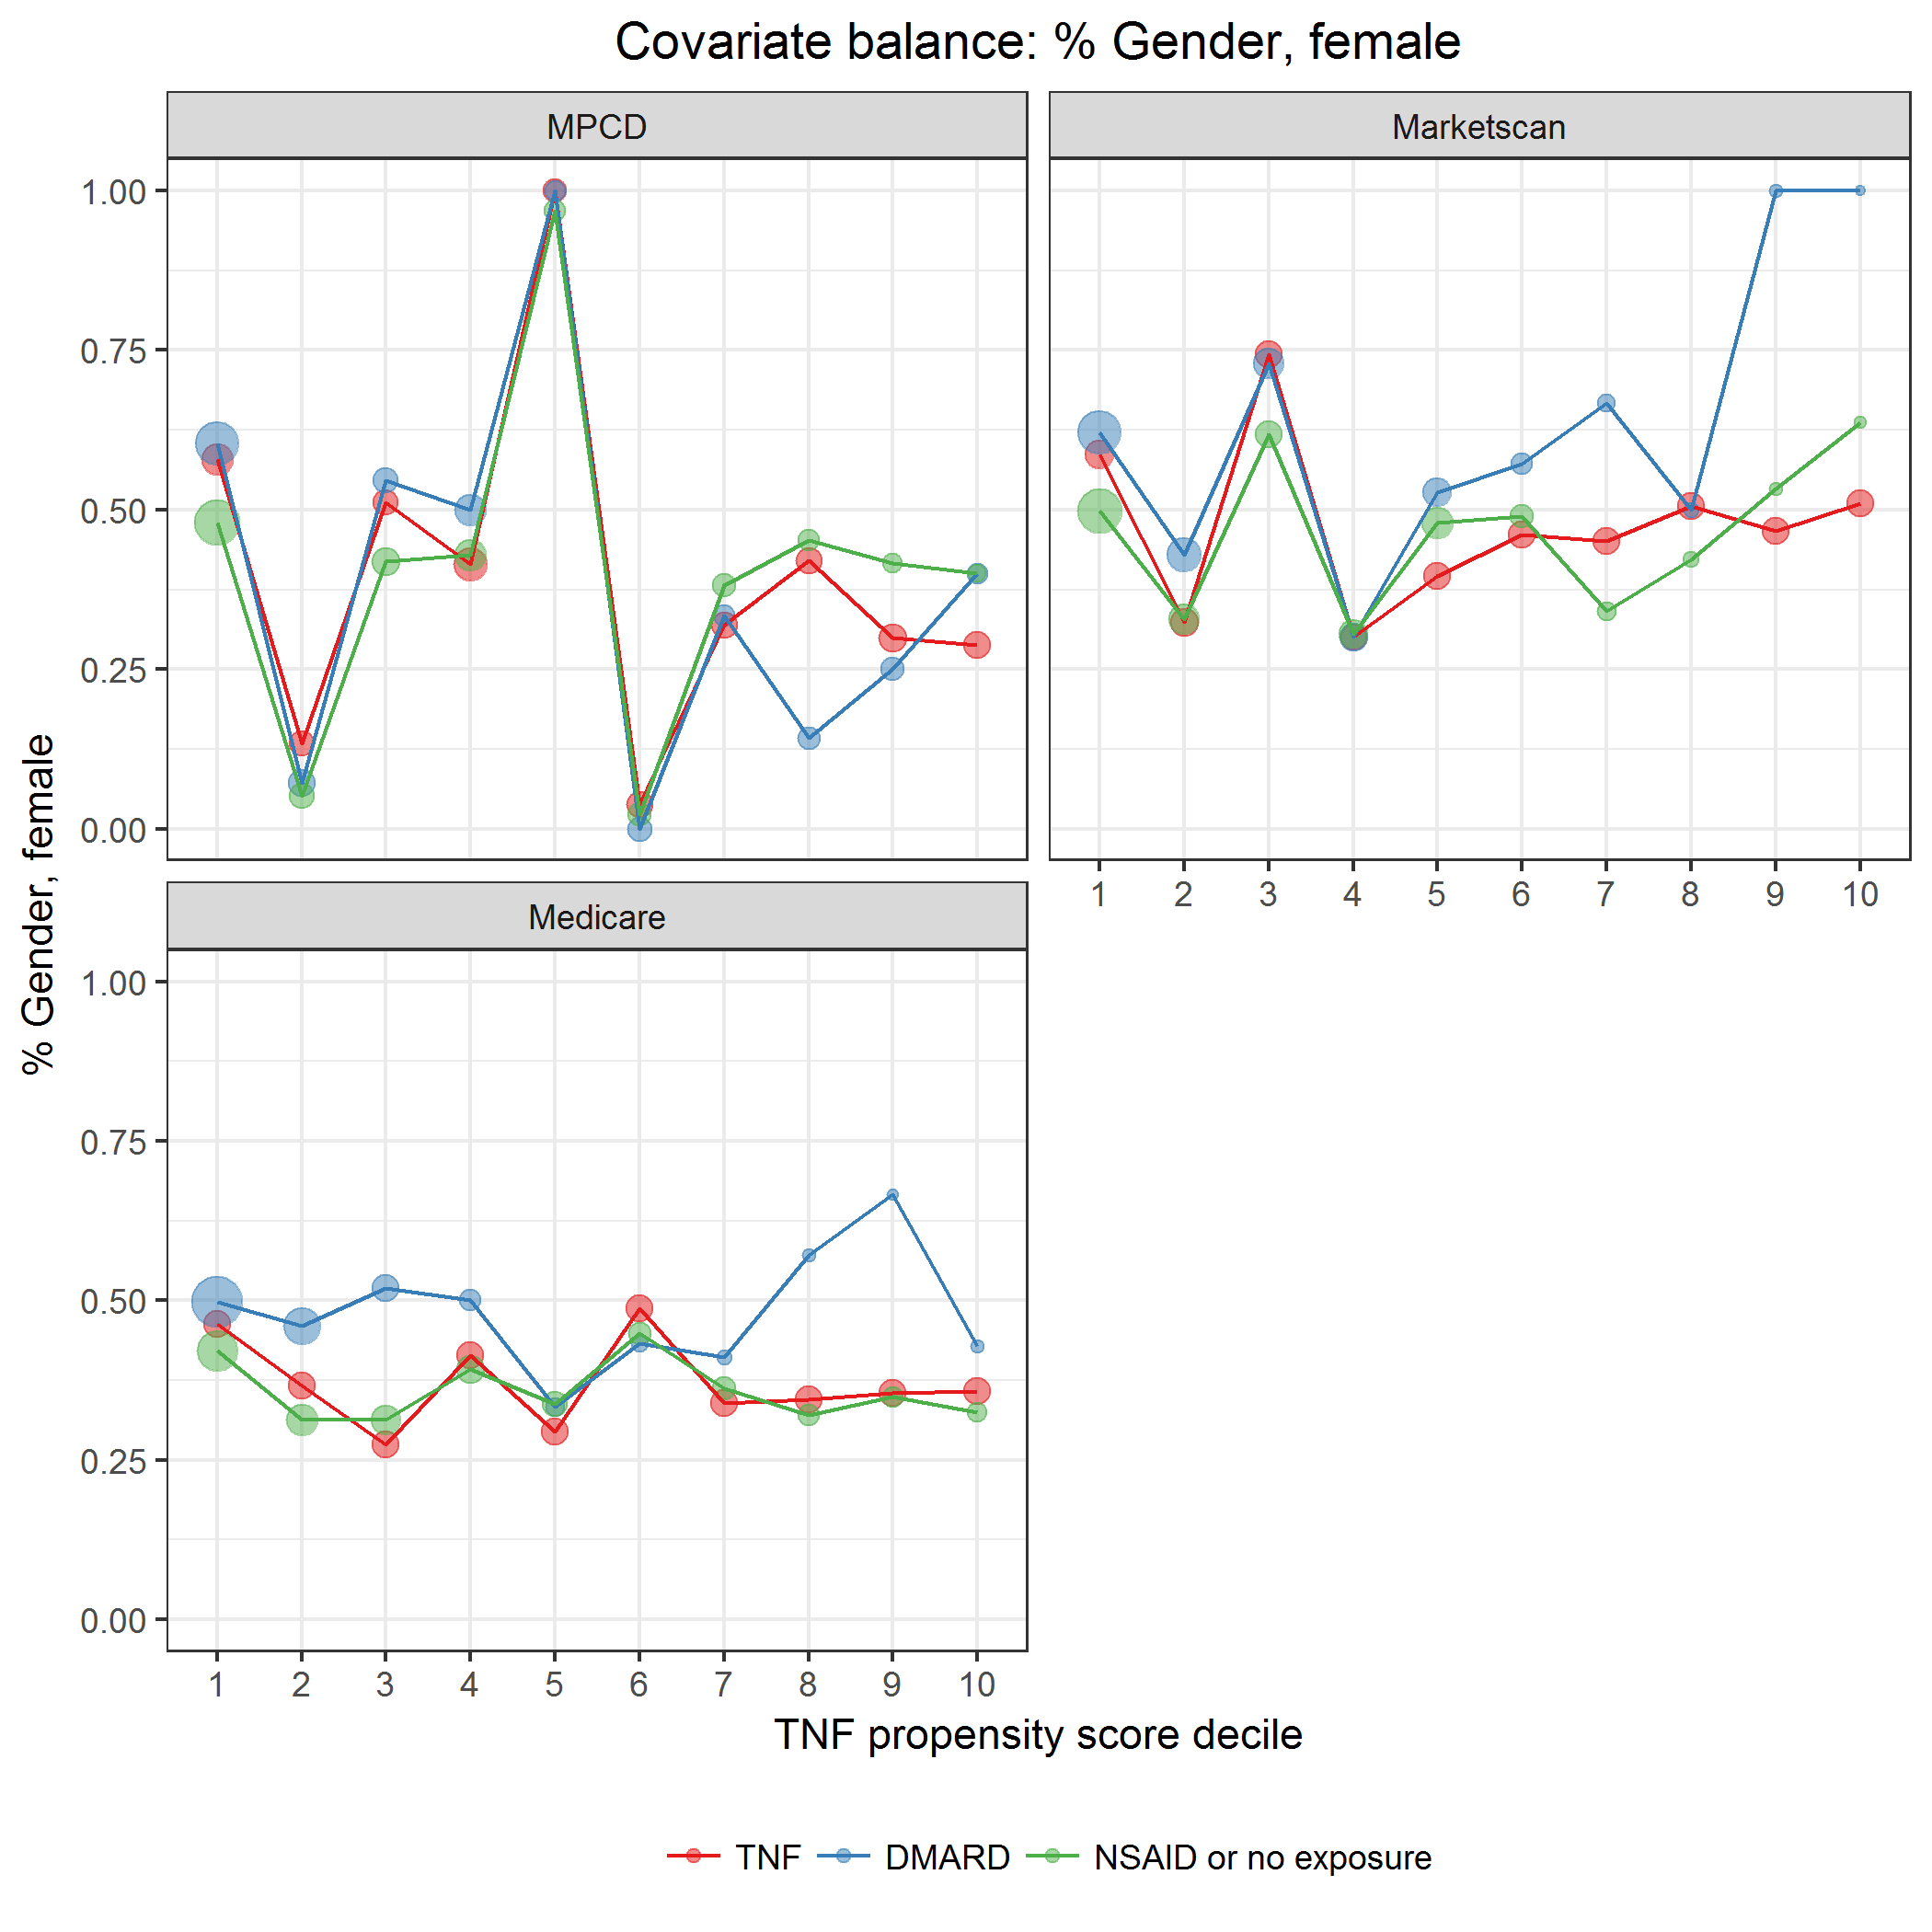 Covariate balance: % Gender, female
MPCD
Marketscan
1.00
0.75
0.50
0.25
0.00
1 2 3 4 5 6 7 8 9 10
Medicare
1.00
0.75
0.50
0.25
0.00
1 2 3 4 5 6 7 8 9 10
% Gender, female
TNF propensity score decile
TNF DMARD NSAID or no exposure